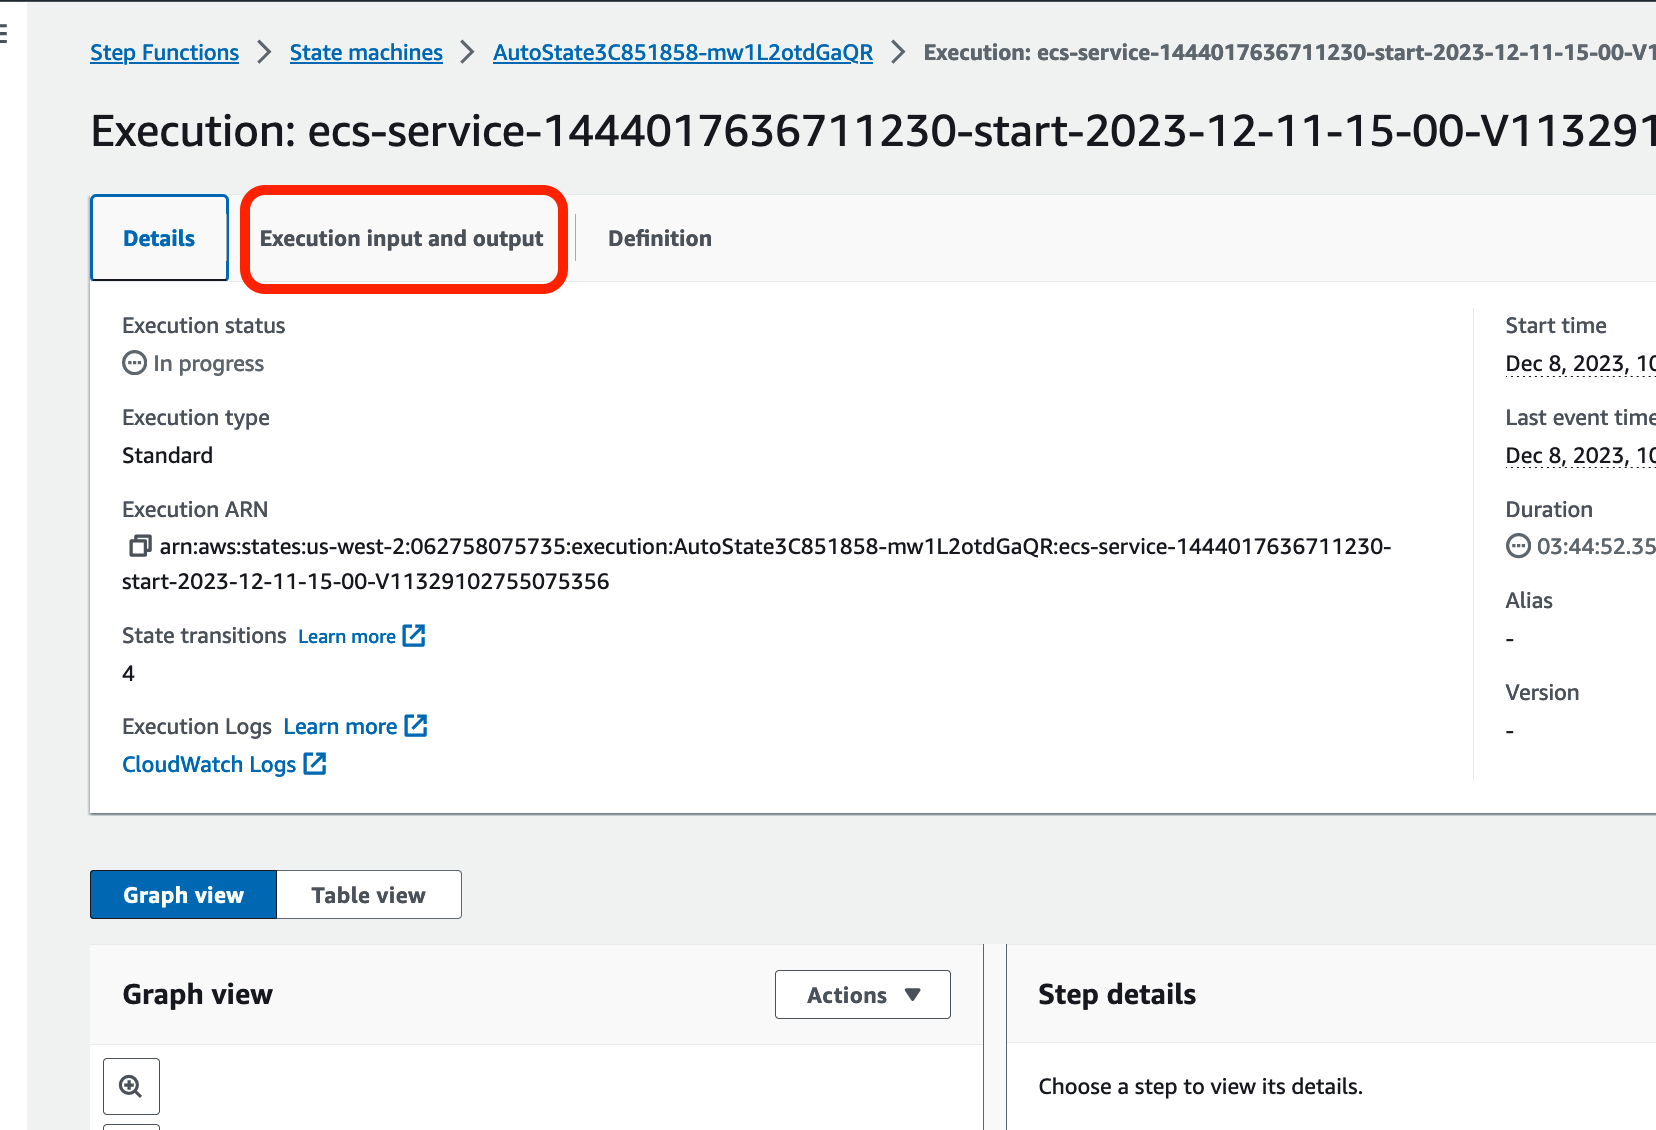 Step Functions > State machines > AutoState3C851858-mw1L2otdGaQR > Execution: ecs-service-1444017636711230-start-2023-12-11-15-00-V1
Execution: ecs-service-1444017636711230-start-2023-12-11-15-00-V113291
Details
Execution input and output
Definition
Execution status
In progress
Execution type
Standard
Execution ARN
arn:aws:states:us-west-2:062758075735:execution:AutoState3C851858-mw1L2otdGaQR:ecs-service-1444017636711230-
start-2023-12-11-15-00-V11329102755075356
State transitions Learn more
4
Execution Logs Learn more
CloudWatch Logs
Start time
Dec 8, 2023, 10
Last event time
Dec 8, 2023, 10
Duration
03:44:52.35
Alias
-
Version
-
Graph view
Table view
Graph view
Actions
Step details
Choose a step to view its details.